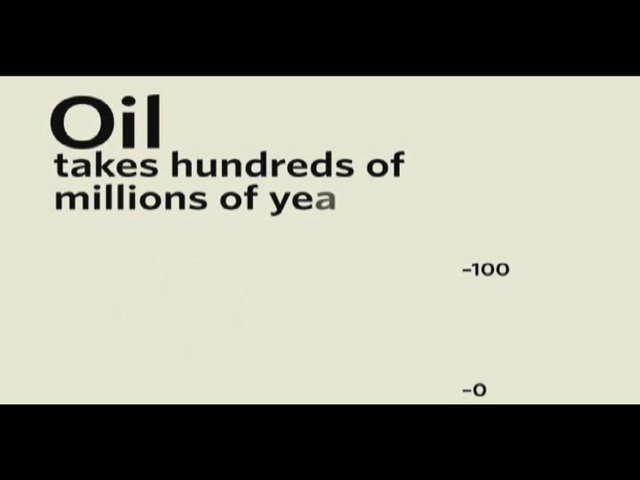 Oil
takes hundreds of
millions of yea
-100
-0